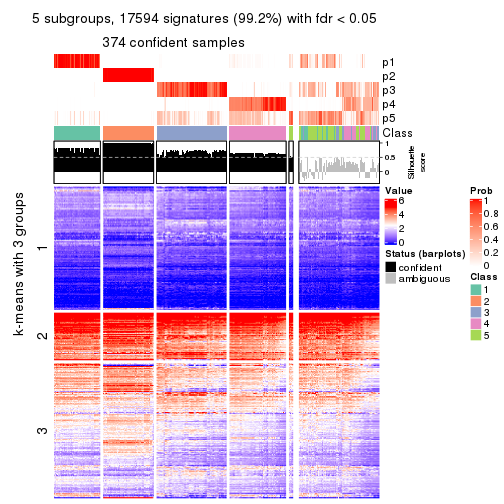 5 subgroups, 17594 signatures (99.2%) with fdr < 0.05
374 confident samples
p1
p2
p3
p4
p5
Class
1
0.5
0
Silhouette
score
k-means with 3 groups
1
2
3
Value
6
4
2
0
Status (barplots)
confident
ambiguous
Prob
1
0.8
0.6
0.4
0.2
0
Class
1
2
3
4
5